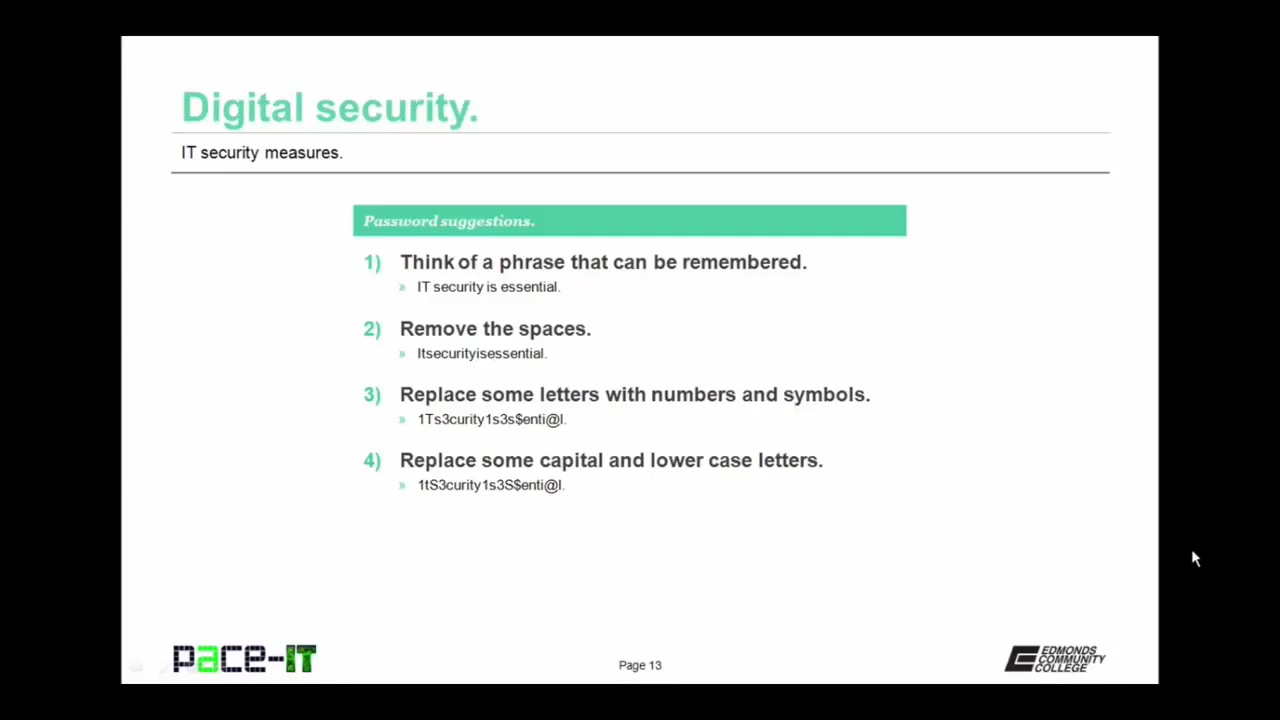 Digital security.
IT security measures.
Password suggestions.
1) Think of a phrase that can be remembered.
» IT security is essential.
2) Remove the spaces.
» Itsecurityisessential.
3) Replace some letters with numbers and symbols.
» 1Ts3curity1s3s$enti@l.
4) Replace some capital and lower case letters.
» 1tS3curity1s3S$enti@l.
pace-IT
Page 13
EDMONDS
COMMUNITY
COLLEGE